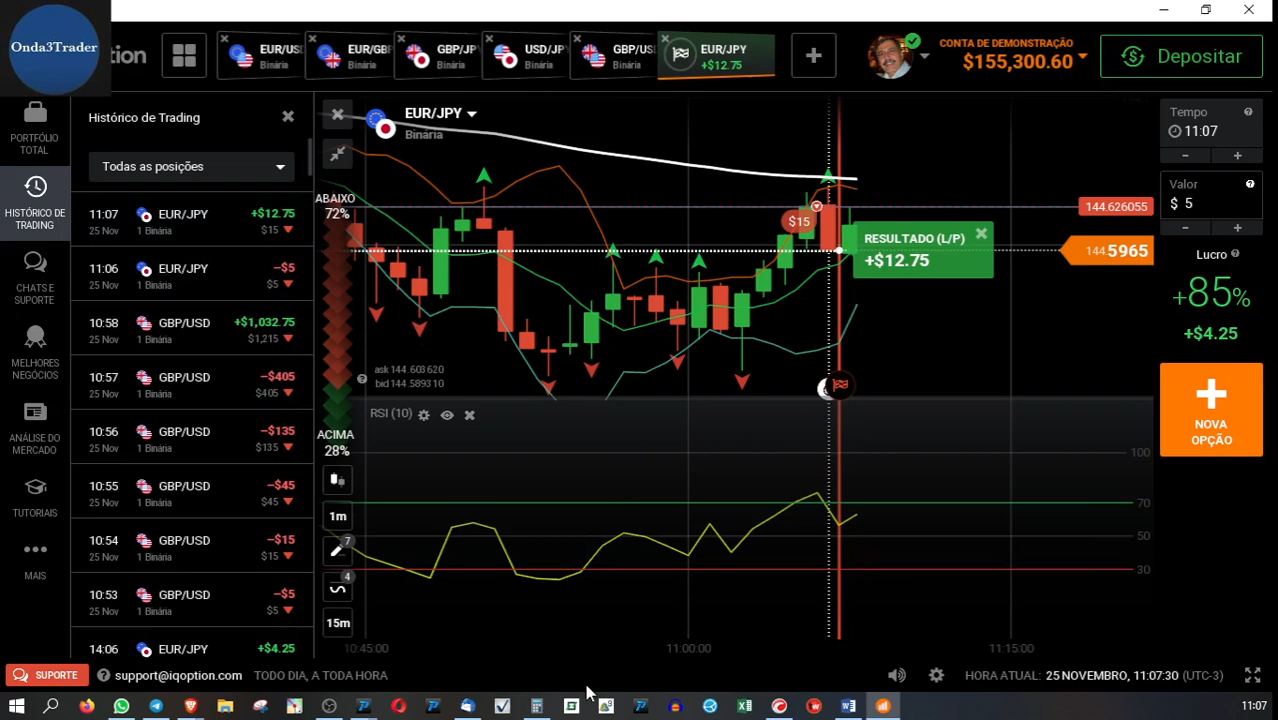 Onda3Trader
tion
EUR/USD
Binária
EUR/GBP
Binária
GBP/JP
Binária
USD/JP
Binária
GBP/US
Binária
EUR/JPY
+$12.75
CONTA DE DEMONSTRAÇÃO
$155,300.60
Depositar
PORTFÓLIO
TOTAL
HISTÓRICO DE
TRADING
CHATS E
SUPORTE
MELHORES
NEGÓCIOS
ANÁLISE DO
MERCADO
TUTORIAIS
MAIS
Histórico de Trading
Todas as posições
11:07 EUR/JPY +$12.75
25 Nov 1 Binária $15
11:06 EUR/JPY −$5
25 Nov 1 Binária $5
10:58 GBP/USD +$1,032.75
25 Nov 1 Binária $1,215
10:57 GBP/USD −$405
25 Nov 1 Binária $405
10:56 GBP/USD −$135
25 Nov 1 Binária $135
10:55 GBP/USD −$45
25 Nov 1 Binária $45
10:54 GBP/USD −$15
25 Nov 1 Binária $15
10:53 GBP/USD −$5
25 Nov 1 Binária $5
14:06 EUR/JPY +$4.25
EUR/JPY
Binária
ABAIXO
72%
$15
RESULTADO (L/P)
+$12.75
144.626055
144.5965
ask 144.603620
bid 144.589310
RSI (10)
ACIMA
28%
100
70
50
30
1m
7
4
15m
10:45:00
11:00:00
11:15:00
Tempo
11:07
- +
Valor
$ 5
- +
Lucro
+85%
+$4.25
NOVA
OPÇÃO
SUPORTE
support@iqoption.com
TODO DIA, A TODA HORA
HORA ATUAL: 25 NOVEMBRO, 11:07:30 (UTC-3)
11:07